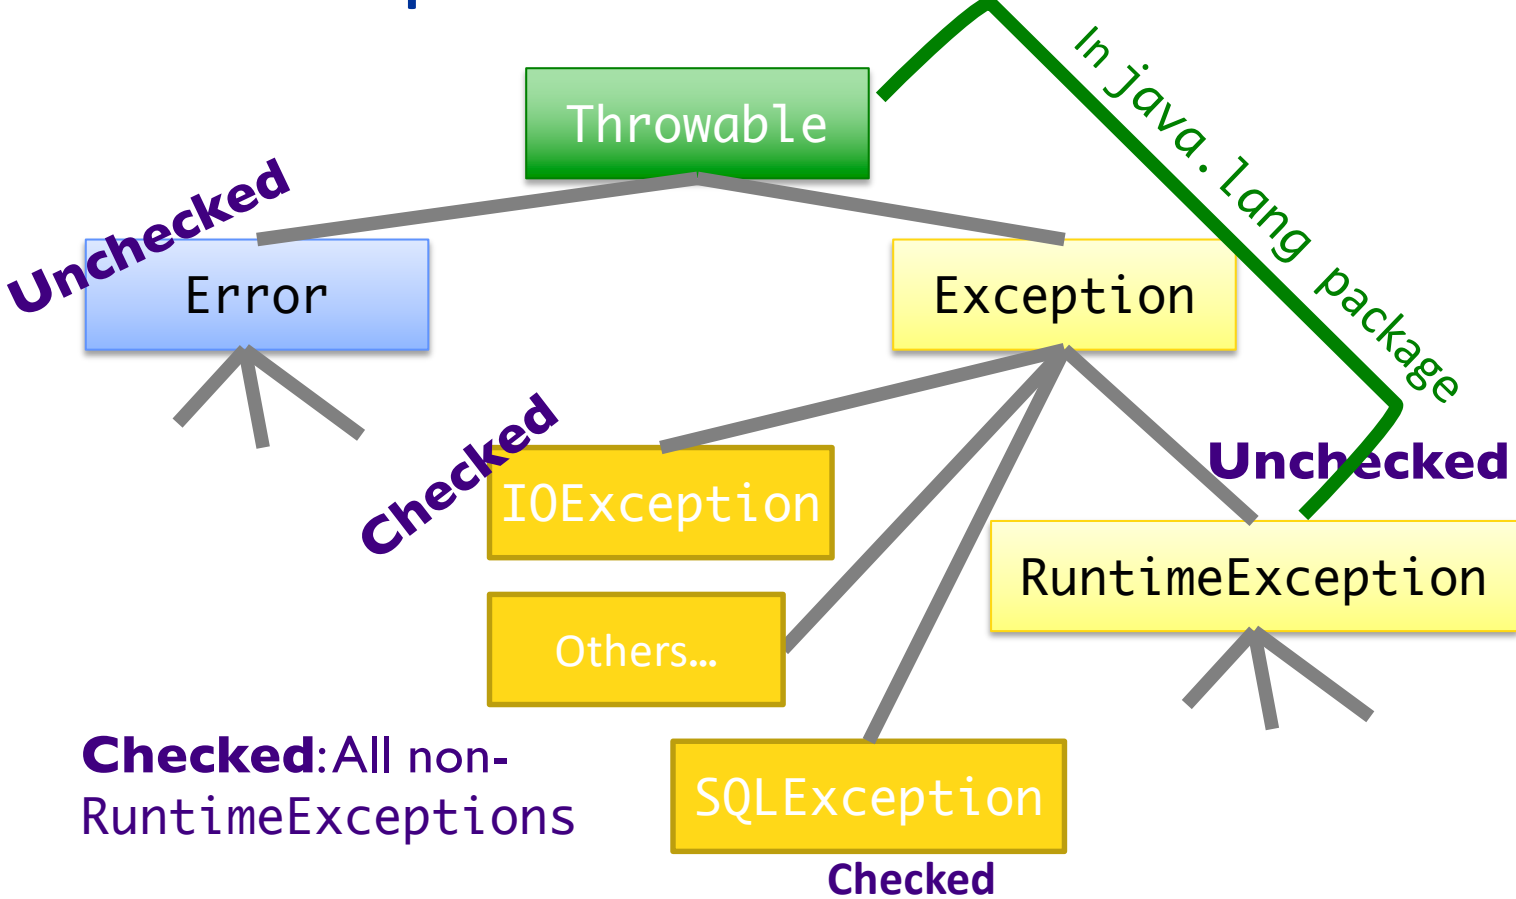 In java.lang package
Throwable
Unchecked
Error
Exception
Checked
Unchecked
IOException
RuntimeException
Others...
Checked: All non-
RuntimeExceptions
SQLException
Checked